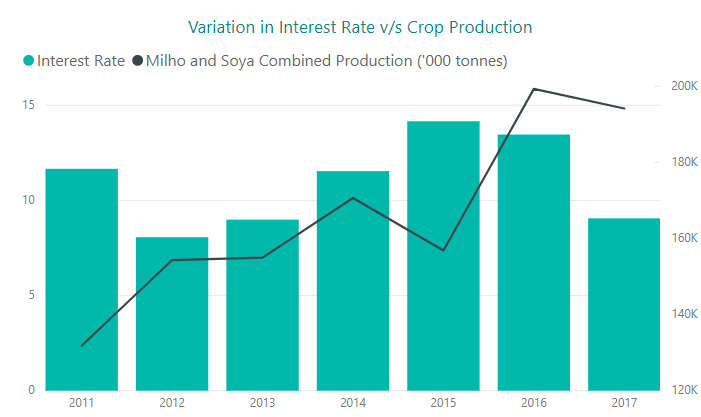 Variation in Interest Rate v/s Crop Production
Interest Rate Milho and Soya Combined Production ('000 tonnes)
200K
15
180K
10
160K
5
140K
0
120K
2011 2012 2013 2014 2015 2016 2017